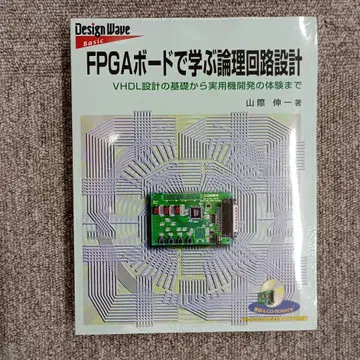 Design Wave
Basic
FPGAボードで学ぶ論理回路設計
VHDL設計の基礎から実用機開発の体験まで
山際 伸一 著